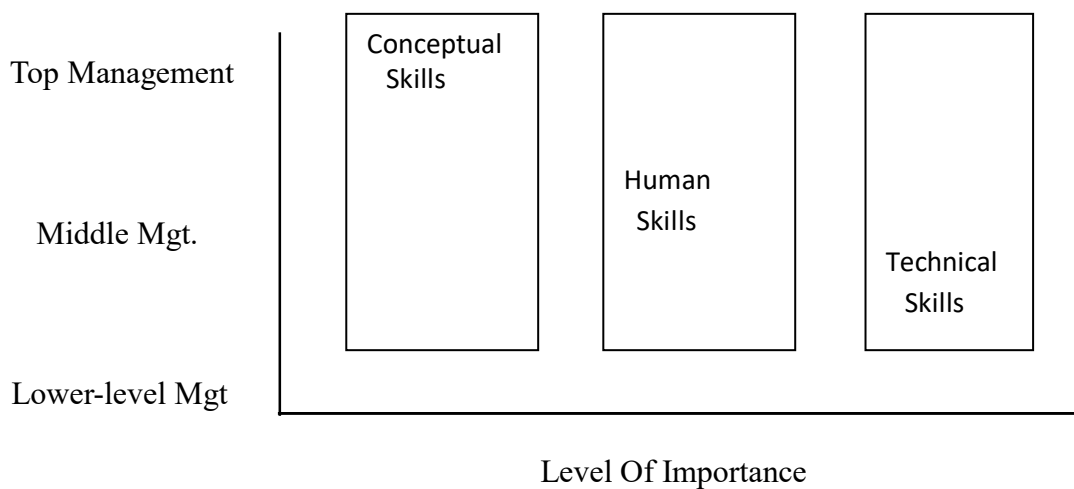 Conceptual
Skills
Top Management
Human
Skills
Middle Mgt.
Technical
Skills
Lower-level Mgt
Level Of Importance